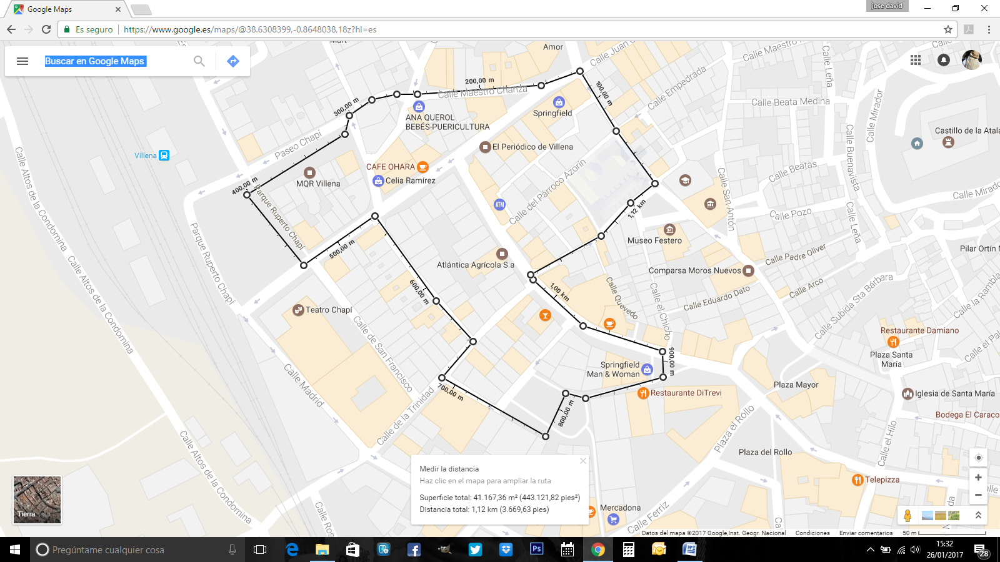 Google Maps
jose david
Es seguro
https://www.google.es/maps/@38.6308399,-0.8648038,18z?hl=es
Buscar en Google Maps
Amor
Calle Juan S
Calle Maestro
Calle Leña
Calle Empedrada
100,00 m
200,00 m
Calle Maestro Chanza
300,00 m
Calle Beata Medina
Calle Mirador
Springfield
ANA QUEROL
BEBÉS-PUERICULTURA
Castillo de la Atala
Paseo Chapí
El Periódico de Villena
Villena
Calle Buenavista
CAFE OHARA
Calle Beatas
Celia Ramírez
MQR Villena
400,00 m
Parque Ruperto Chapí
Calle del Parroco Azorín
Calle San Antón
Calle Mirado
ATM
1,12 km
Calle Pozo
Calle Leña
Museo Festero
Parque Ruperto Chapí
500,00 m
Calle Padre Oliver
Pilar Ortín M
Atlántica Agrícola S.a
Comparsa Moros Nuevos
Calle Altos de la Condomina
Calle Altos de la Condomina
600,00 m
1,00 km
Calle Quevedo
Calle el Chicho
Calle Eduardo Dato
Calle Arco
Calle Subida Sta Bárbara
Calle la Rambla
Teatro Chapí
Calle de San Francisco
Restaurante Damiano
Plaza Santa
María
Calle el Pal
900,00 m
Springfield
Man & Woman
Calle Madrid
Plaza Mayor
700,00 m
Restaurante DiTrevi
Iglesia de Santa María
Calle de la Trinidad
800,00 m
Plaza el Rollo
Bodega El Caraco
Calle el Hilo
Plaza del Rollo
Calle Altos de la Condomina
Medir la distancia
Haz clic en el mapa para ampliar la ruta
Superficie total: 41.167,36 m² (443.121,82 pies²)
Distancia total: 1,12 km (3.669,63 pies)
Telepizza
Mercadona
Calle Ferriz
Calle Ros
Tierra
Datos del mapa ©2017 Google,Inst. Geogr. Nacional
Condiciones
Enviar comentarios
50 m
Pregúntame cualquier cosa
Ps
15:32
26/01/2017
28